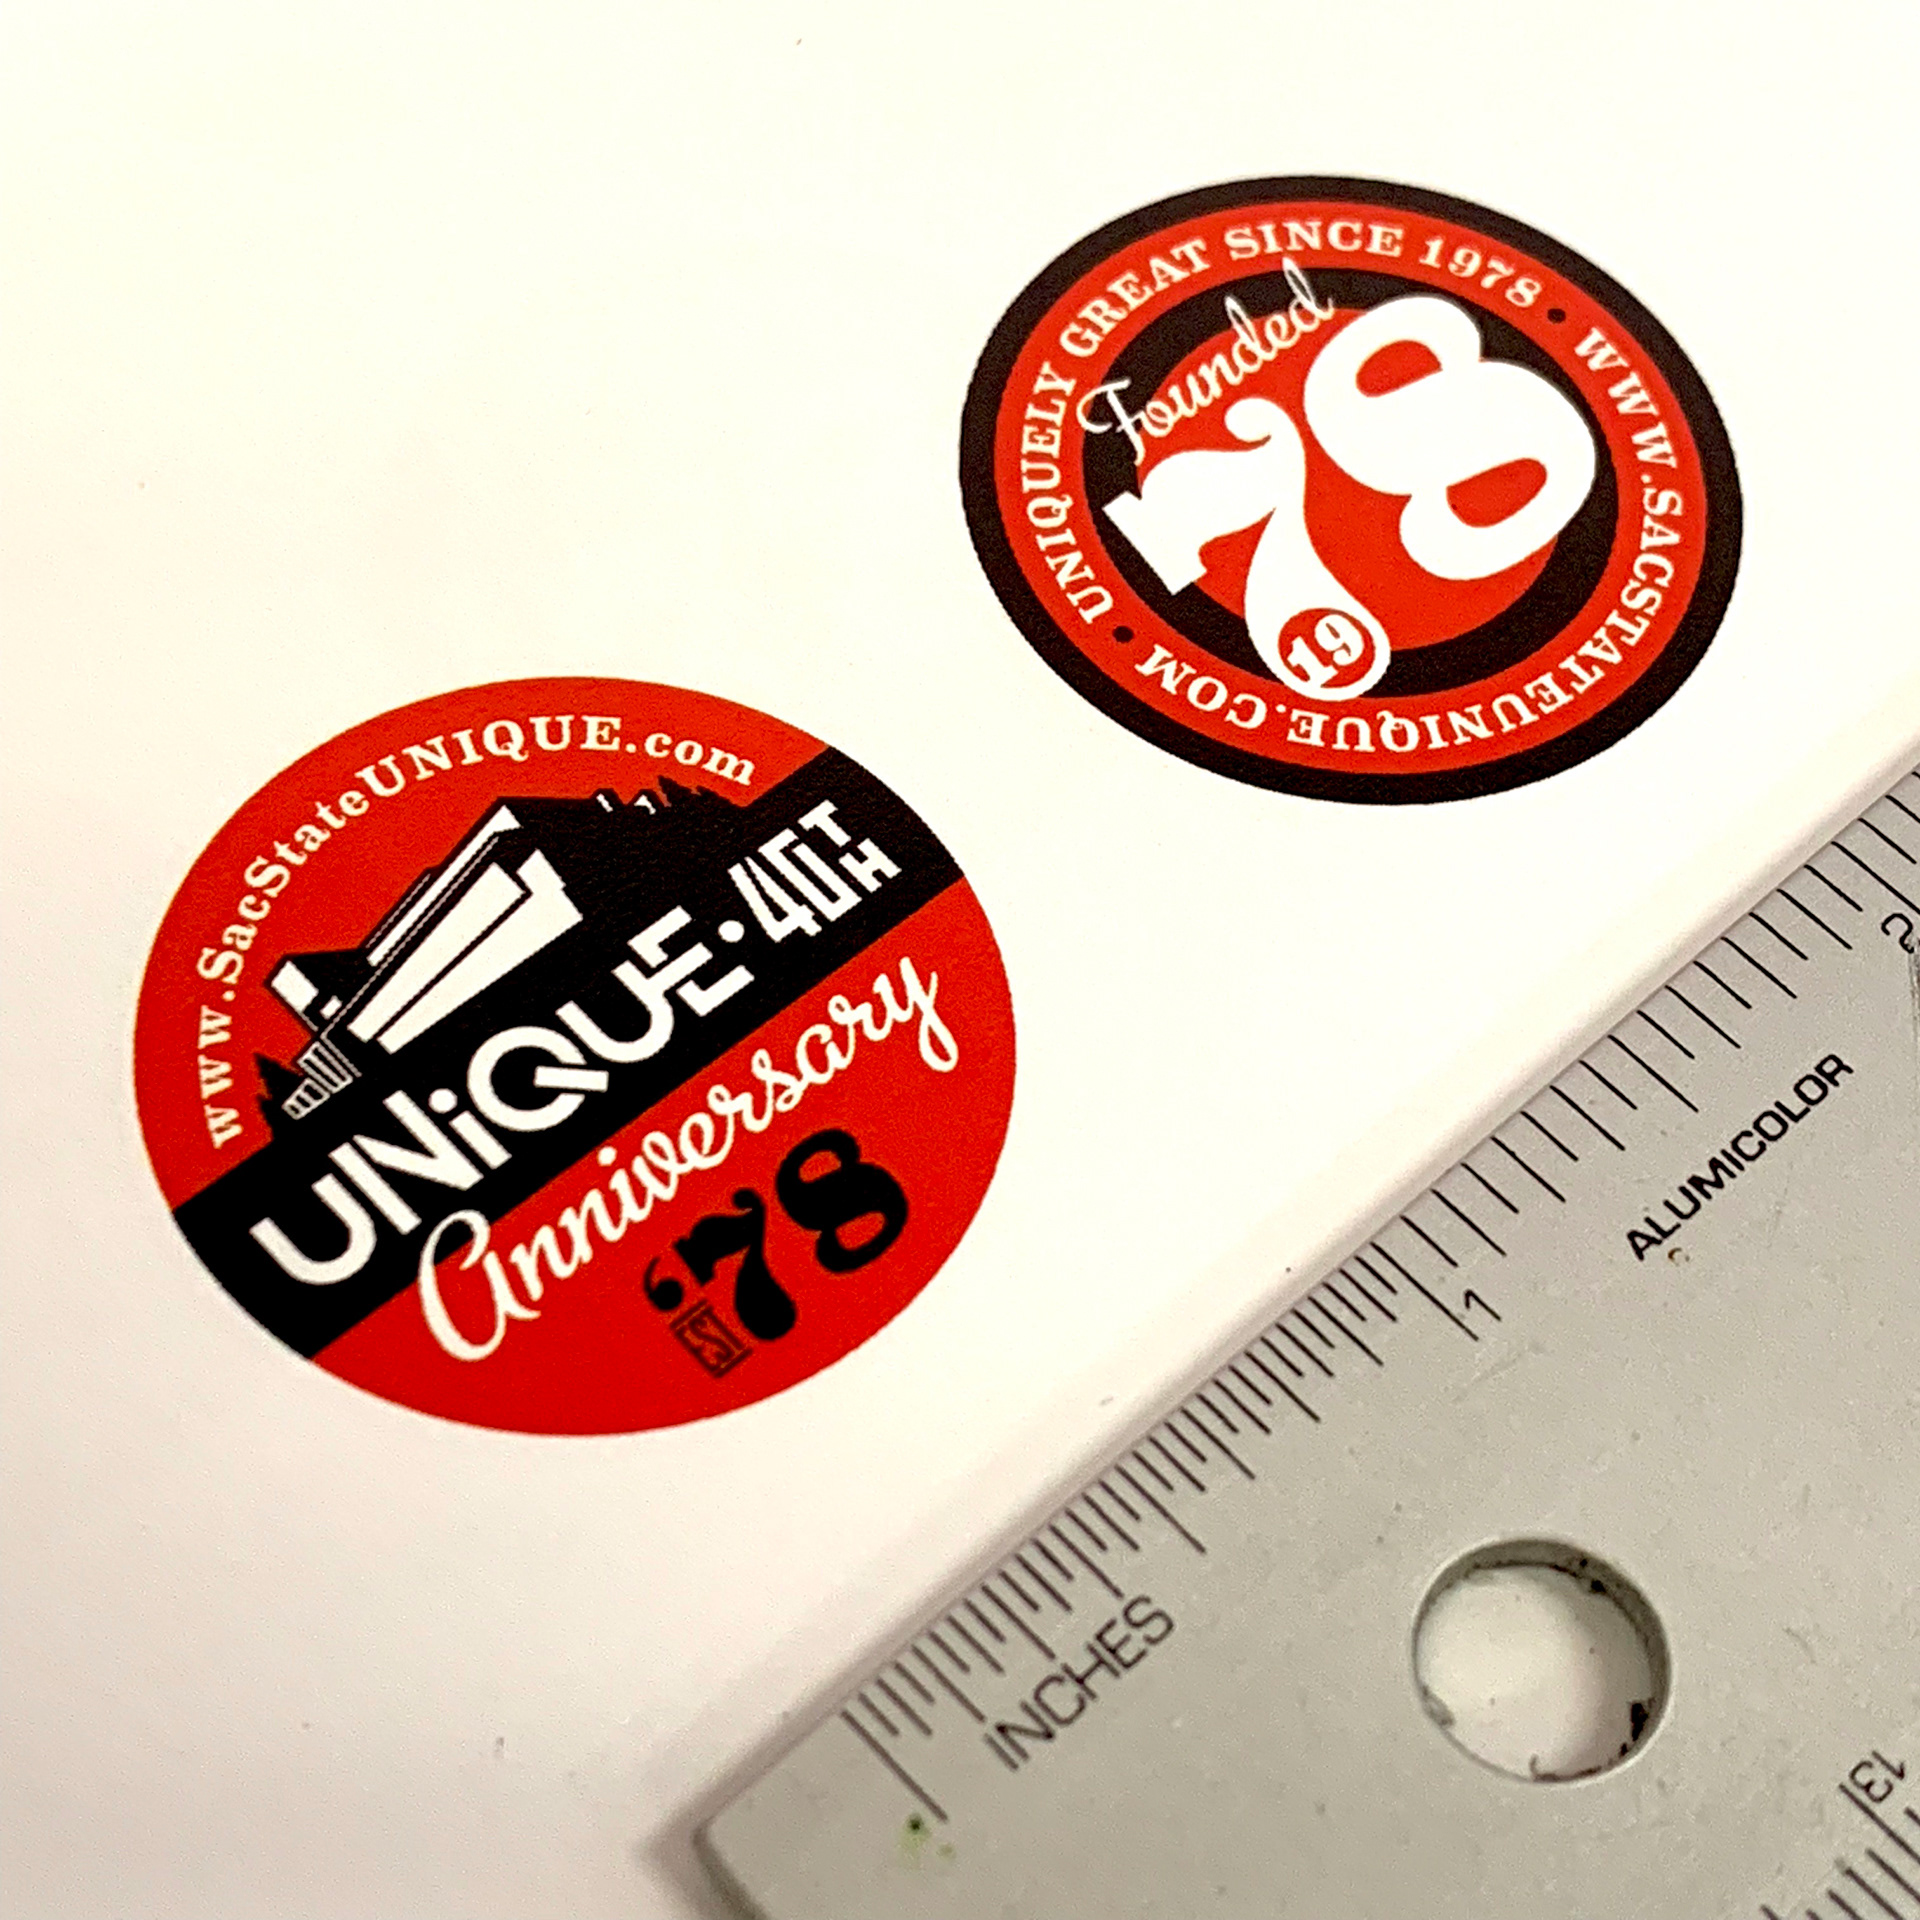 UNIQUELY GREAT SINCE 1978 • WWW.SACSTATEUNIQUE.COM •
Founded
78
19
www.SacStateUNIQUE.com
UNiQUE•40TH
Anniversary
'78
EST
2
ALUMICOLOR
1
INCHES
13